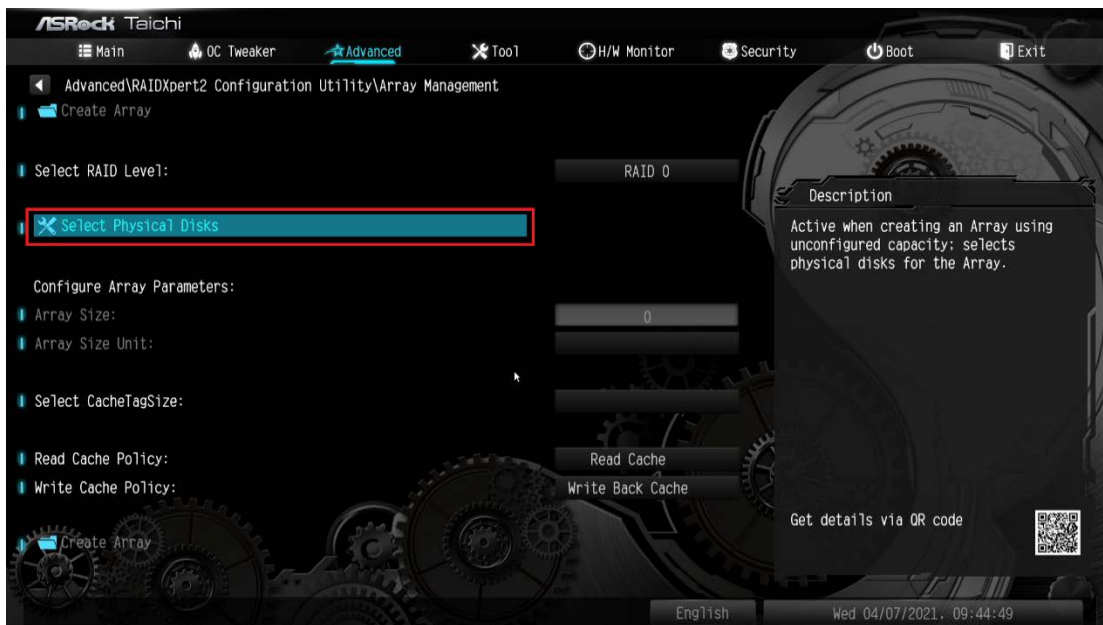 ASRock Taichi
Main OC Tweaker Advanced Tool H/W Monitor Security Boot Exit
Advanced\RAIDXpert2 Configuration Utility\Array Management
Create Array
Select RAID Level: RAID 0
Select Physical Disks
Configure Array Parameters:
Array Size: 0
Array Size Unit:
Select CacheTagSize:
Read Cache Policy: Read Cache
Write Cache Policy: Write Back Cache
Create Array
Description
Active when creating an Array using
unconfigured capacity; selects
physical disks for the Array.
Get details via QR code
English Wed 04/07/2021, 09:44:49